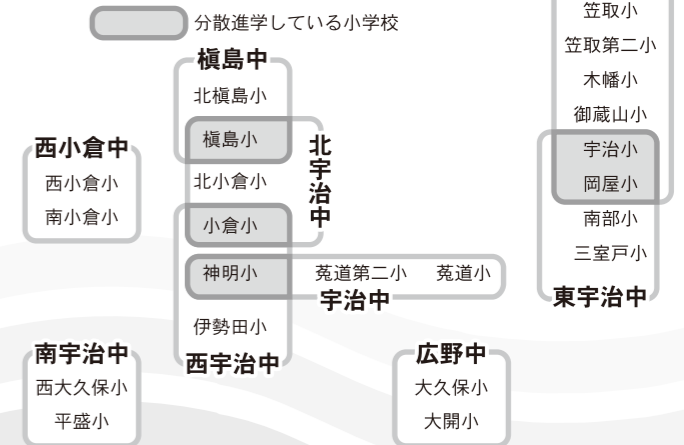 分散進学している小学校
槇島中
北槇島小
槇島小
北小倉小
小倉小
神明小 菟道第二小 菟道小
伊勢田小
西宇治中
北宇治中
宇治中
西小倉中
西小倉小
南小倉小
南宇治中
西大久保小
平盛小
広野中
大久保小
大開小
笠取小
笠取第二小
木幡小
御蔵山小
宇治小
岡屋小
南部小
三室戸小
東宇治中